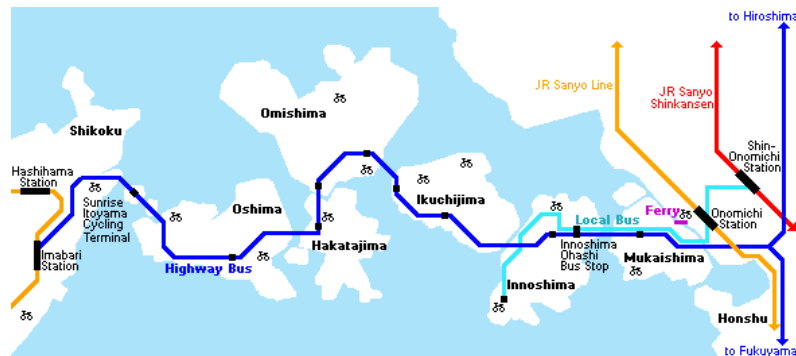 to Hiroshima
JR Sanyo Line
JR Sanyo
Shinkansen
Omishima
Shikoku
Shin-
Onomichi
Station
Hashihama
Station
Sunrise
Itoyama
Cycling
Terminal
Oshima
Ikuchijima
Ferry
Onomichi
Station
Local Bus
Imabari
Station
Highway Bus
Hakatajima
Innoshima
Ohashi
Bus Stop
Mukaishima
Innoshima
Honshu
to Fukuyama